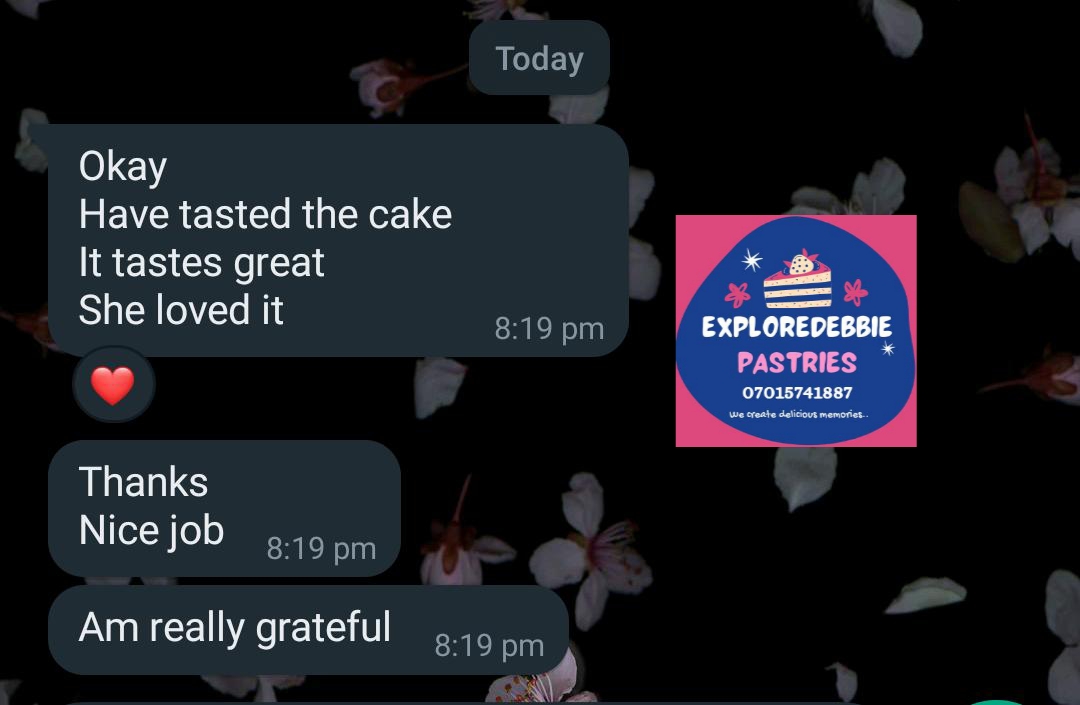 Today
Okay
Have tasted the cake
It tastes great
She loved it
8:19 pm
Thanks
Nice job
8:19 pm
Am really grateful
8:19 pm
EXPLOREDEBBIE
PASTRIES
07015741887
We create delicious memories..